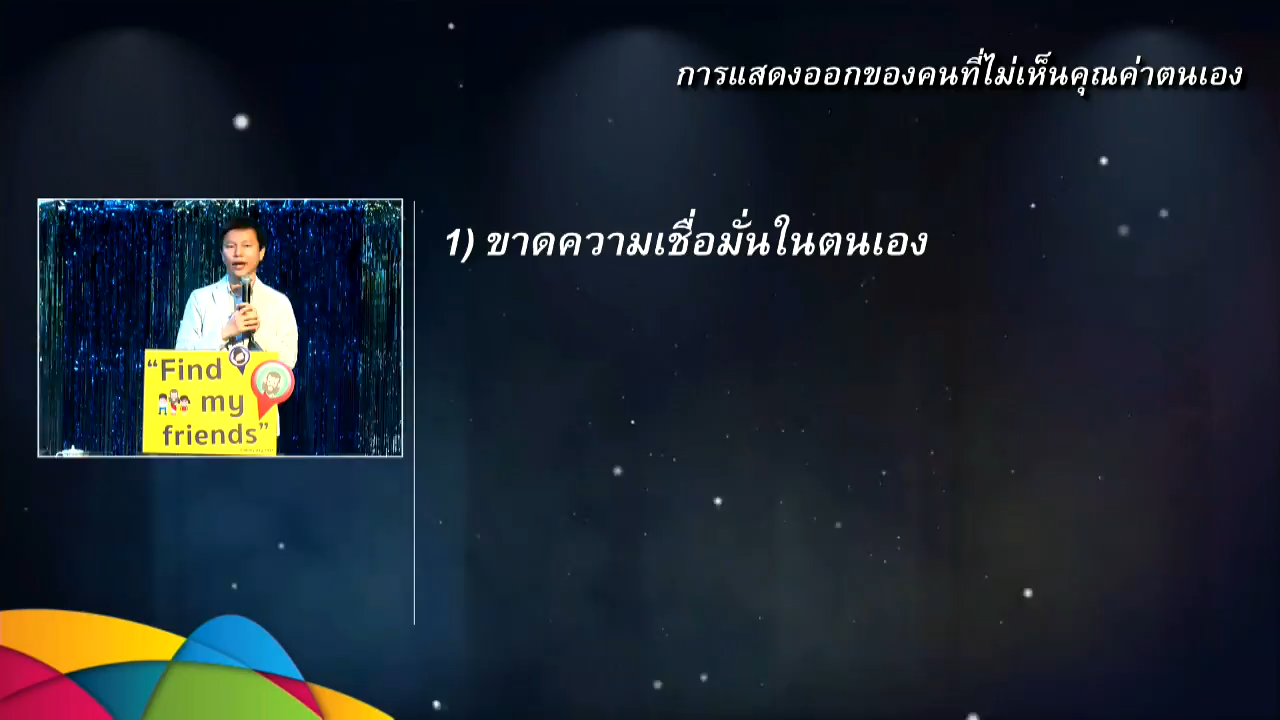 การแสดงออกของคนที่ไม่เห็นคุณค่าตนเอง
1) ขาดความเชื่อมั่นในตนเอง
“Find
my
friends”